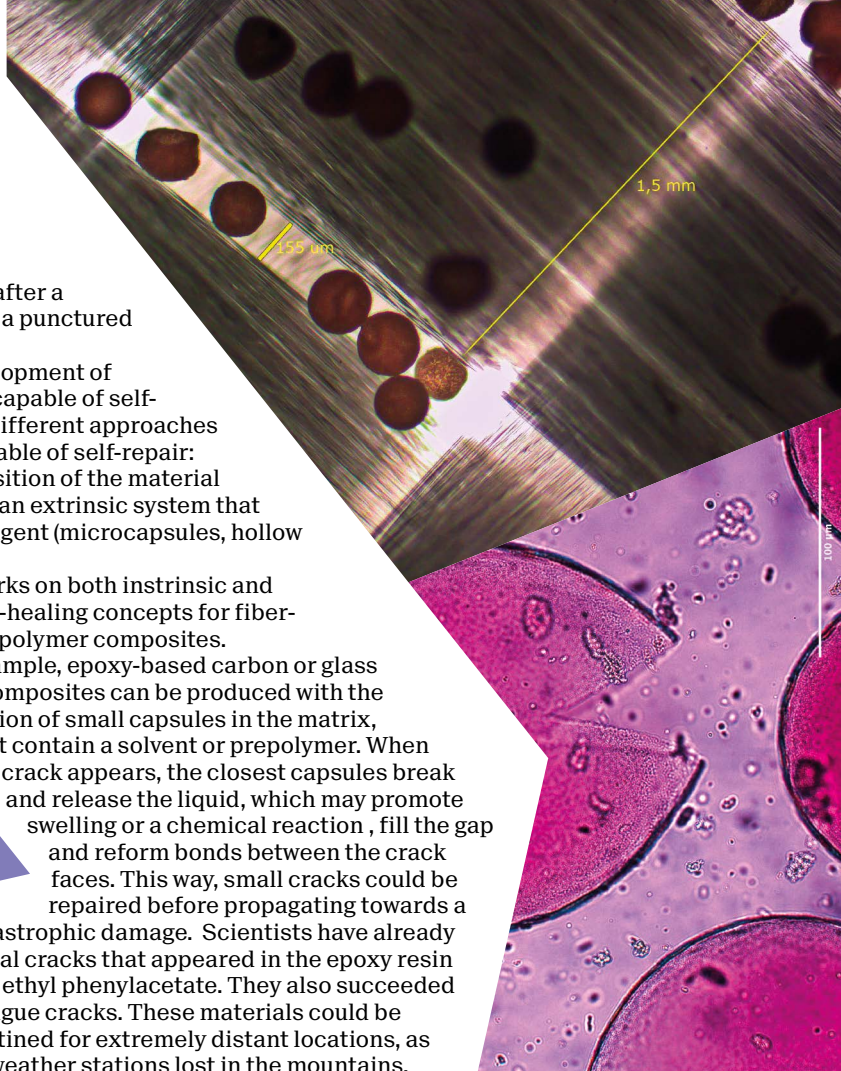 1,5 mm
155 um
100 µm
after a
a punctured
opment of
capable of self-
ifferent approaches
able of self-repair:
sition of the material
an extrinsic system that
gent (microcapsules, hollow
rks on both instrinsic and
-healing concepts for fiber-
polymer composites.
ample, epoxy-based carbon or glass
omposites can be produced with the
ion of small capsules in the matrix,
t contain a solvent or prepolymer. When
crack appears, the closest capsules break
and release the liquid, which may promote
swelling or a chemical reaction , fill the gap
and reform bonds between the crack
faces. This way, small cracks could be
repaired before propagating towards a
astrophic damage. Scientists have already
al cracks that appeared in the epoxy resin
ethyl phenylacetate. They also succeeded
gue cracks. These materials could be
tined for extremely distant locations, as
weather stations lost in the mountains.